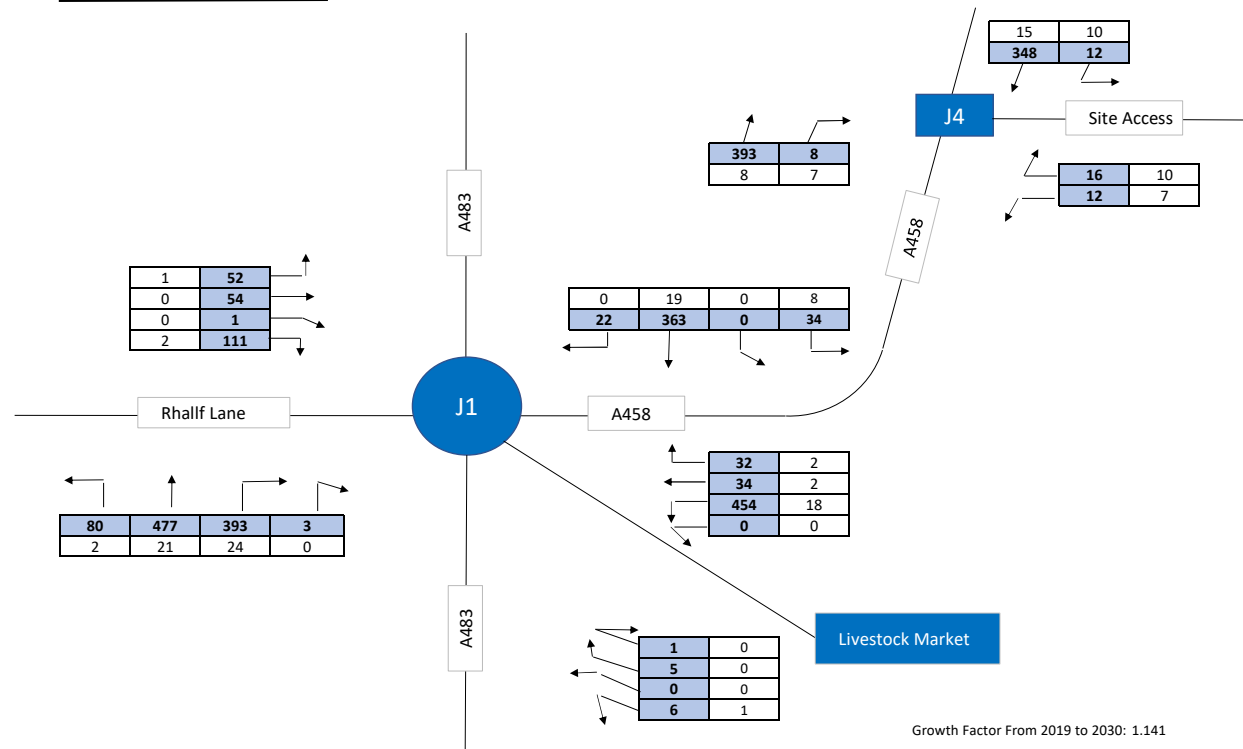 15 10
348 12
J4
Site Access
393 8
8 7
16 10
12 7
A483
A458
1 52
0 54
0 1
2 111
0 19 0 8
22 363 0 34
Rhallf Lane
J1
A458
32 2
34 2
454 18
0 0
80 477 393 3
2 21 24 0
A483
Livestock Market
1 0
5 0
0 0
6 1
Growth Factor From 2019 to 2030: 1.141